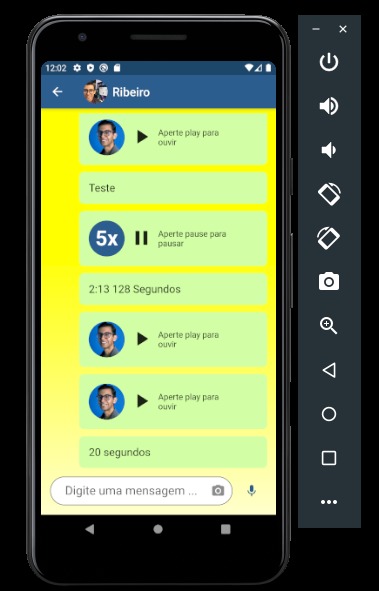 12:02
Ribeiro
Aperte play para
ouvir
Teste
5x
Aperte pause para
pausar
2:13 128 Segundos
Aperte play para
ouvir
Aperte play para
ouvir
20 segundos
Digite uma mensagem ...